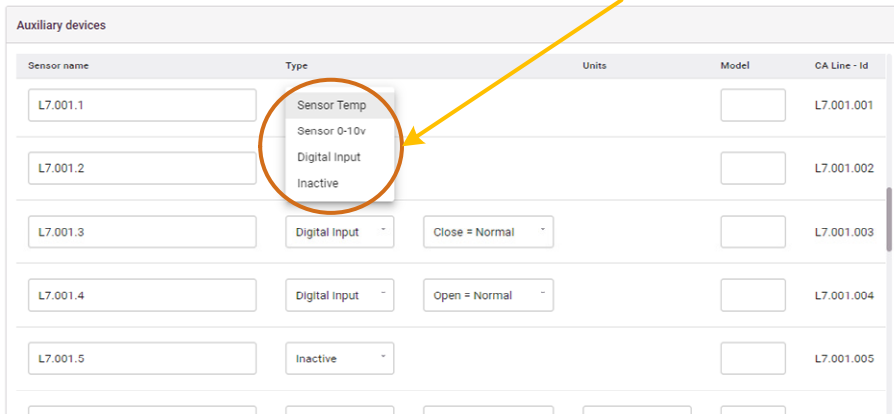 Auxiliary devices
Sensor name Type Units Model CA Line - Id
L7.001.1 Sensor Temp L7.001.001
Sensor 0-10v
Digital Input
L7.001.2 L7.001.002
Inactive
L7.001.3 Digital Input Close = Normal L7.001.003
L7.001.4 Digital Input Open = Normal L7.001.004
L7.001.5 Inactive L7.001.005